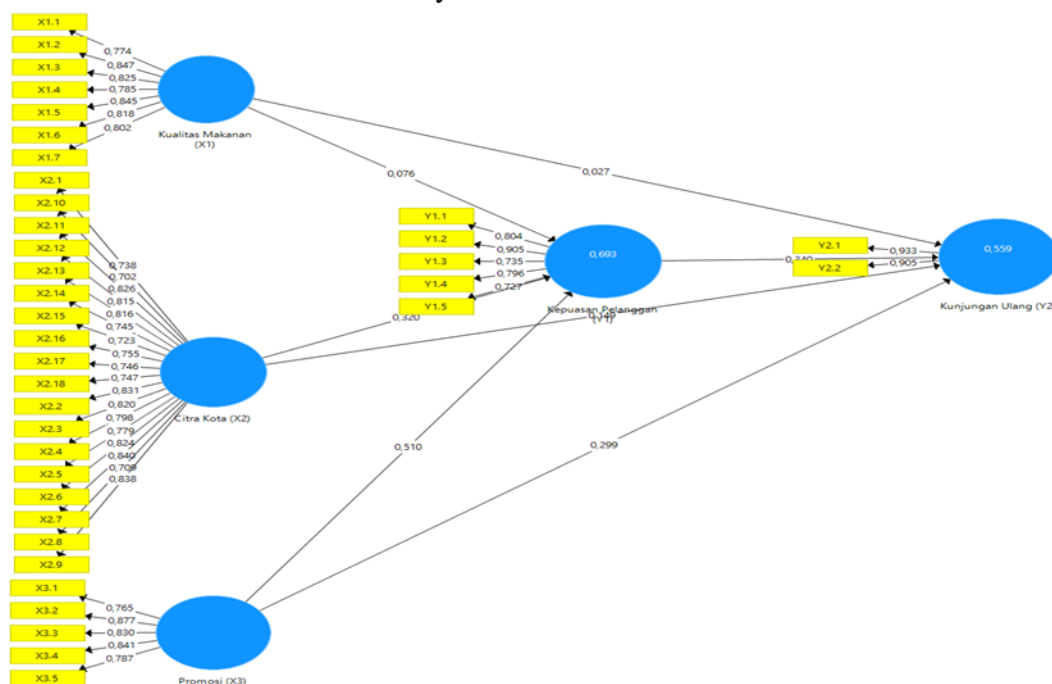 X1.1
X1.2
X1.3
X1.4
X1.5
X1.6
X1.7
0,774
0,847
0,825
0,785
0,845
0,818
0,802
Kualitas Makanan
(X1)
0,076
0,027
X2.1
X2.10
X2.11
X2.12
X2.13
X2.14
X2.15
X2.16
X2.17
X2.18
X2.2
X2.3
X2.4
X2.5
X2.6
X2.7
X2.8
X2.9
0,738
0,702
0,826
0,815
0,816
0,745
0,723
0,755
0,746
0,747
0,831
0,820
0,798
0,779
0,824
0,840
0,709
0,838
Citra Kota (X2)
0,320
Y1.1
Y1.2
Y1.3
Y1.4
Y1.5
0,804
0,905
0,735
0,796
0,727
0,693
Kepuasan Pelanggan
(Y1)
Y2.1
Y2.2
0,933
0,905
0,559
Kunjungan Ulang (Y2
0,510
0,299
X3.1
X3.2
X3.3
X3.4
X3.5
0,765
0,877
0,830
0,841
0,787
Promosi (X3)